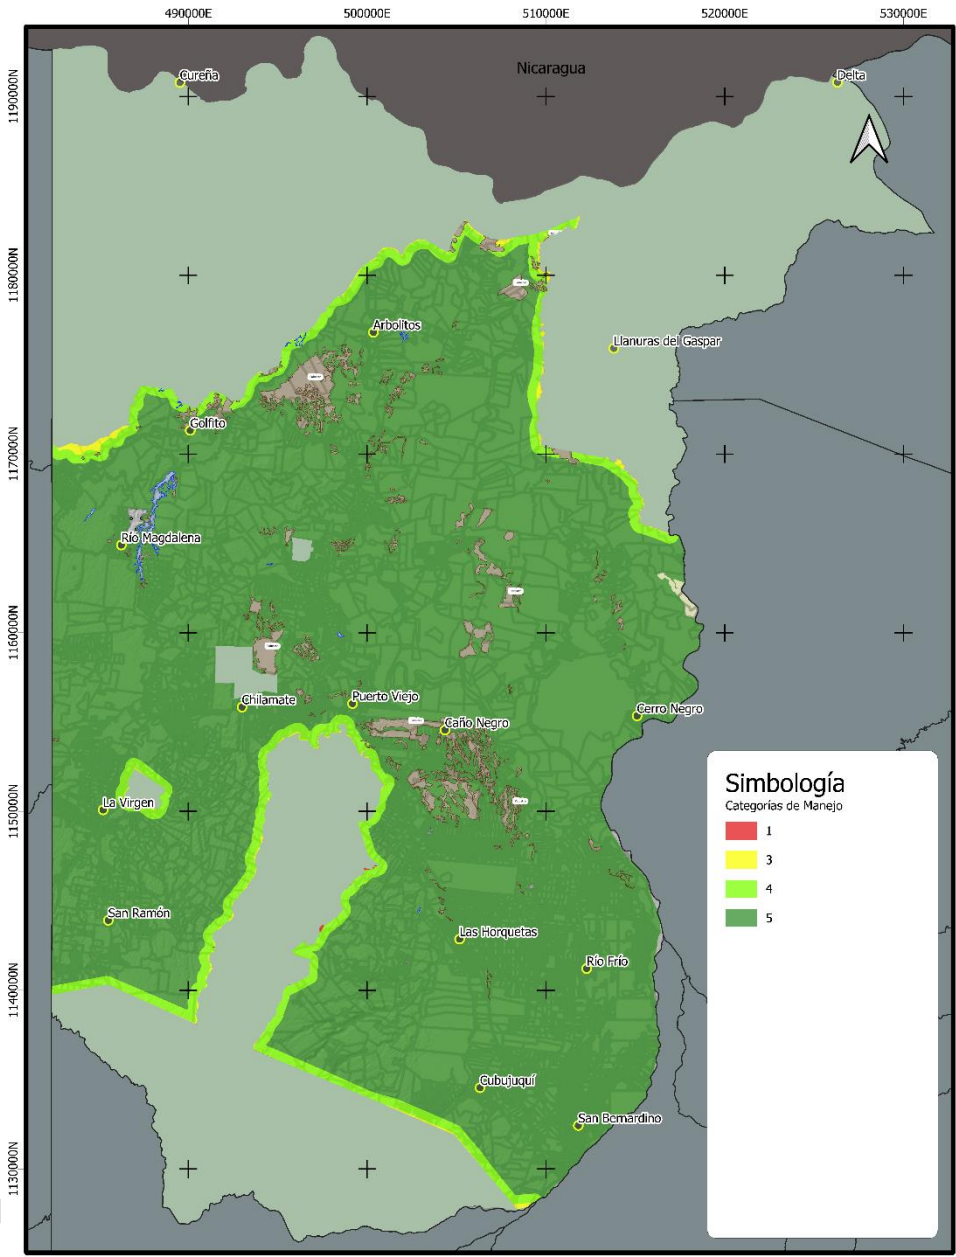 490000E 500000E 510000E 520000E 530000E
Nicaragua
Cureña
Delta
1190000N
1180000N
Arbolitos
Llanuras del Gaspar
Golfito
1170000N
Río Magdalena
1160000N
Chilamate
Puerto Viejo
Caño Negro
Cerro Negro
La Virgen
1150000N
San Ramón
Las Horquetas
Río Frío
1140000N
Cubujuquí
San Bernardino
1130000N
Simbología
Categorías de Manejo
1
3
4
5